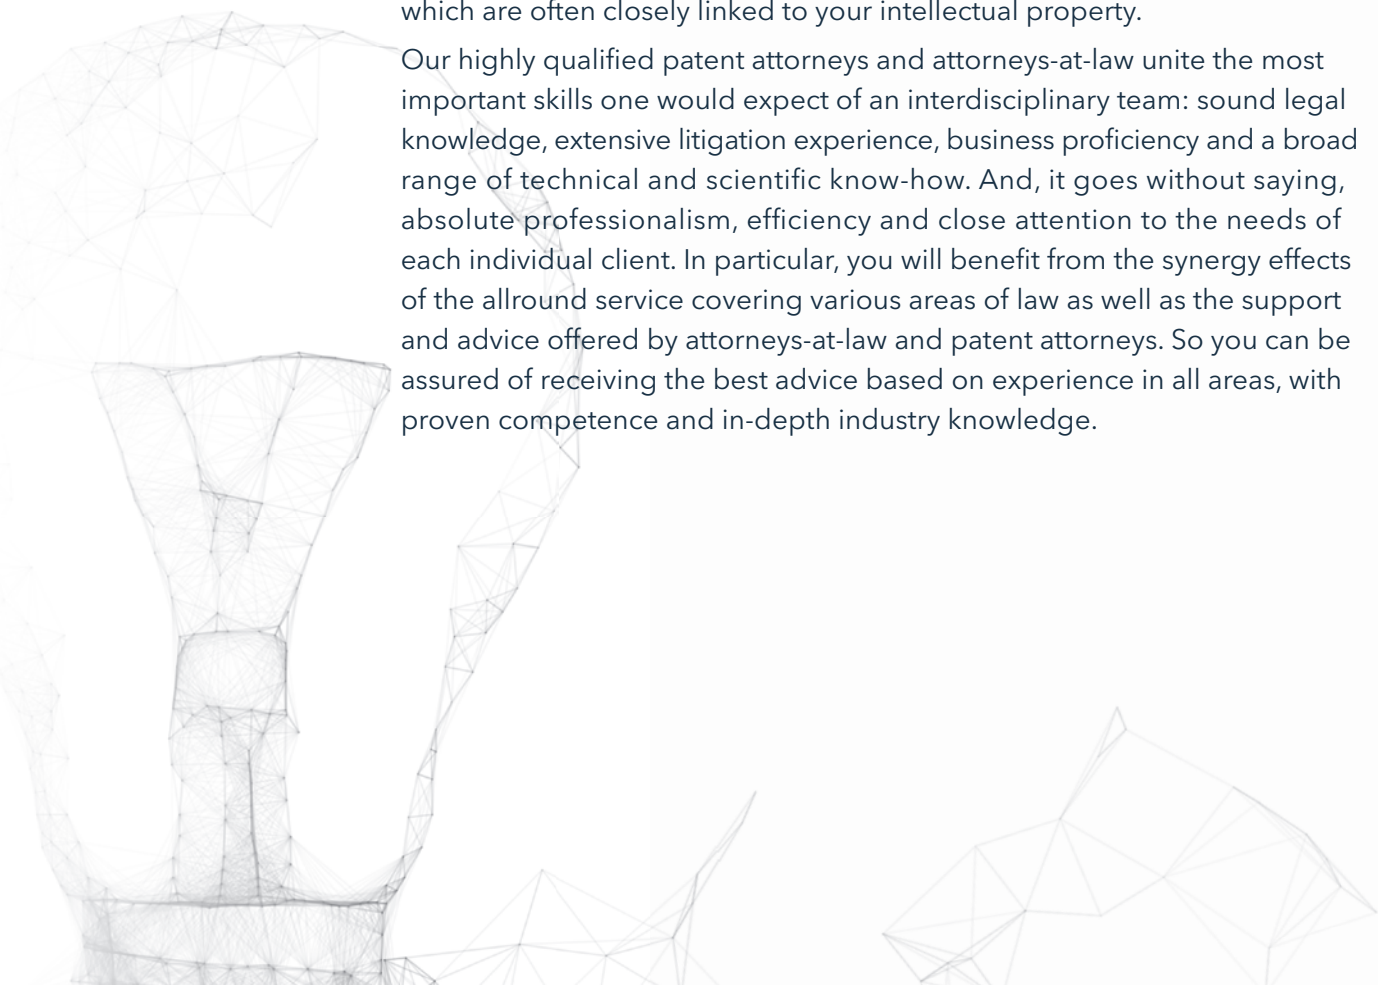 which are often closely linked to your intellectual property.
Our highly qualified patent attorneys and attorneys-at-law unite the most
important skills one would expect of an interdisciplinary team: sound legal
knowledge, extensive litigation experience, business proficiency and a broad
range of technical and scientific know-how. And, it goes without saying,
absolute professionalism, efficiency and close attention to the needs of
each individual client. In particular, you will benefit from the synergy effects
of the allround service covering various areas of law as well as the support
and advice offered by attorneys-at-law and patent attorneys. So you can be
assured of receiving the best advice based on experience in all areas, with
proven competence and in-depth industry knowledge.